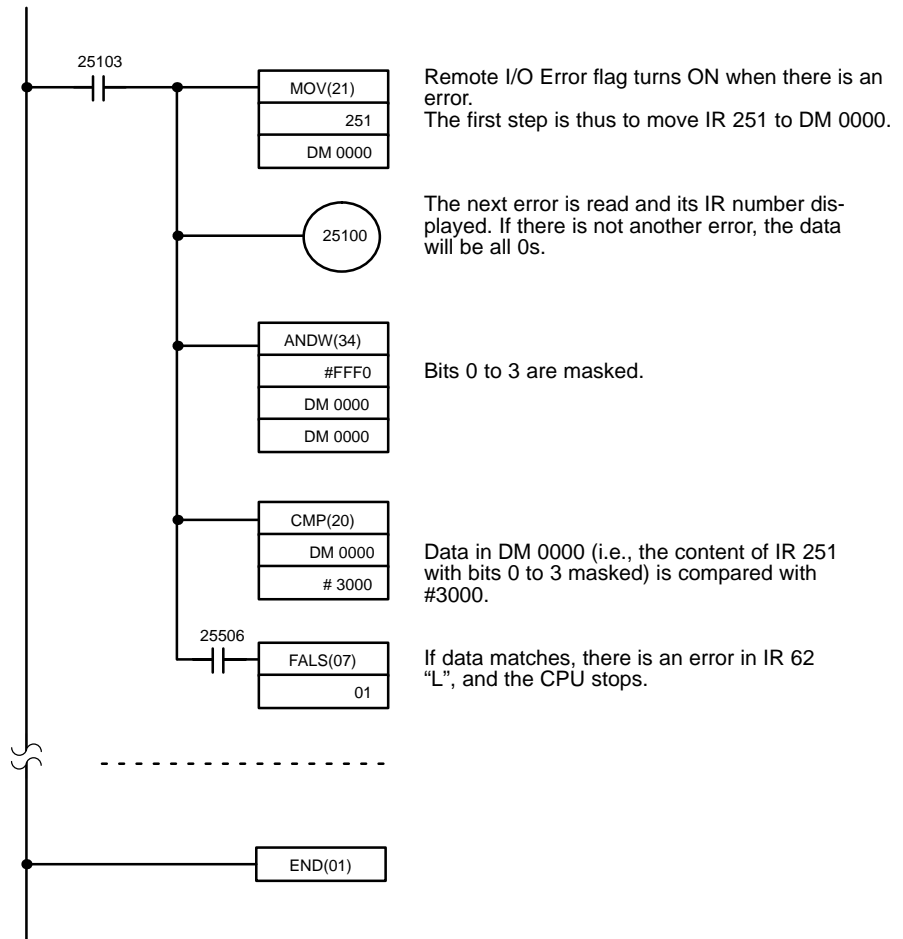 25103
MOV(21)
251
DM 0000
Remote I/O Error flag turns ON when there is an
error.
The first step is thus to move IR 251 to DM 0000.
25100
The next error is read and its IR number dis-
played. If there is not another error, the data
will be all 0s.
ANDW(34)
#FFF0
DM 0000
DM 0000
Bits 0 to 3 are masked.
CMP(20)
DM 0000
# 3000
Data in DM 0000 (i.e., the content of IR 251
with bits 0 to 3 masked) is compared with
#3000.
25506
FALS(07)
01
If data matches, there is an error in IR 62
“L”, and the CPU stops.
END(01)